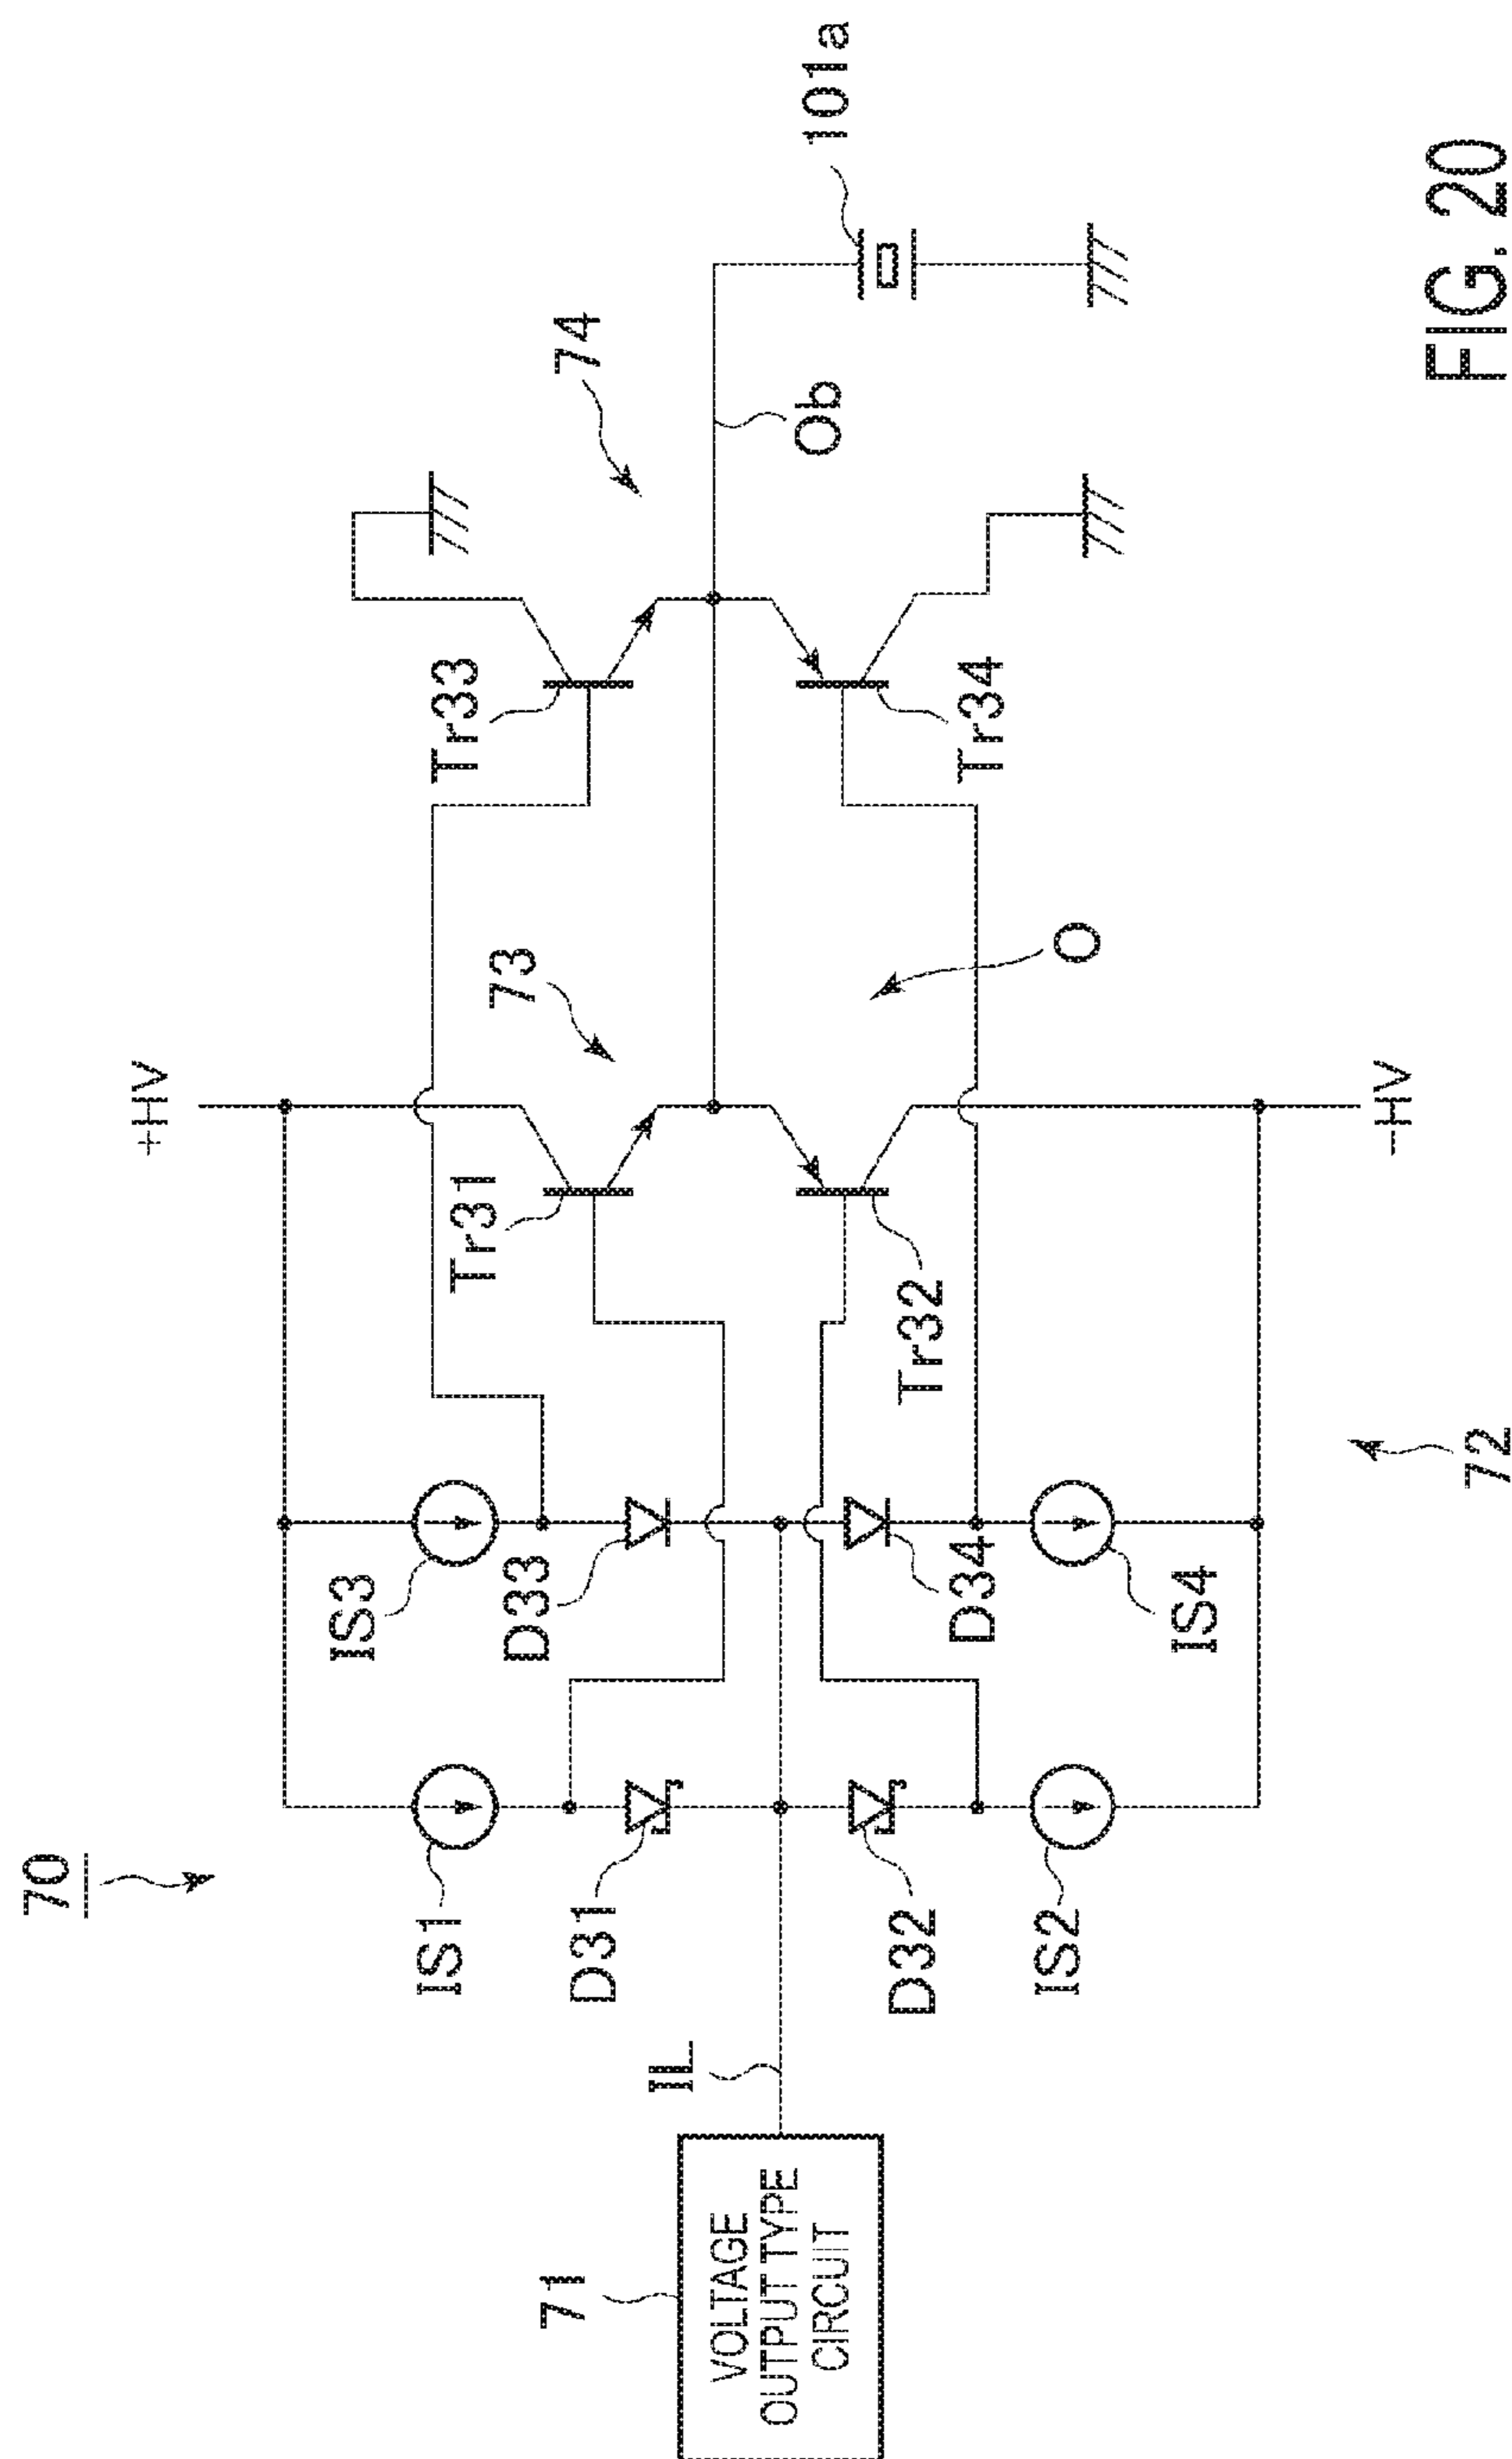 70
+HV
IS3
IS1
D33
D31
Tr31
73
Tr33
74
101a
Ob
O
71
VOLTAGE
OUTPUT TYPE
CIRCUIT
IL
D32
IS2
D34
IS4
Tr32
Tr34
-HV
72
FIG. 20